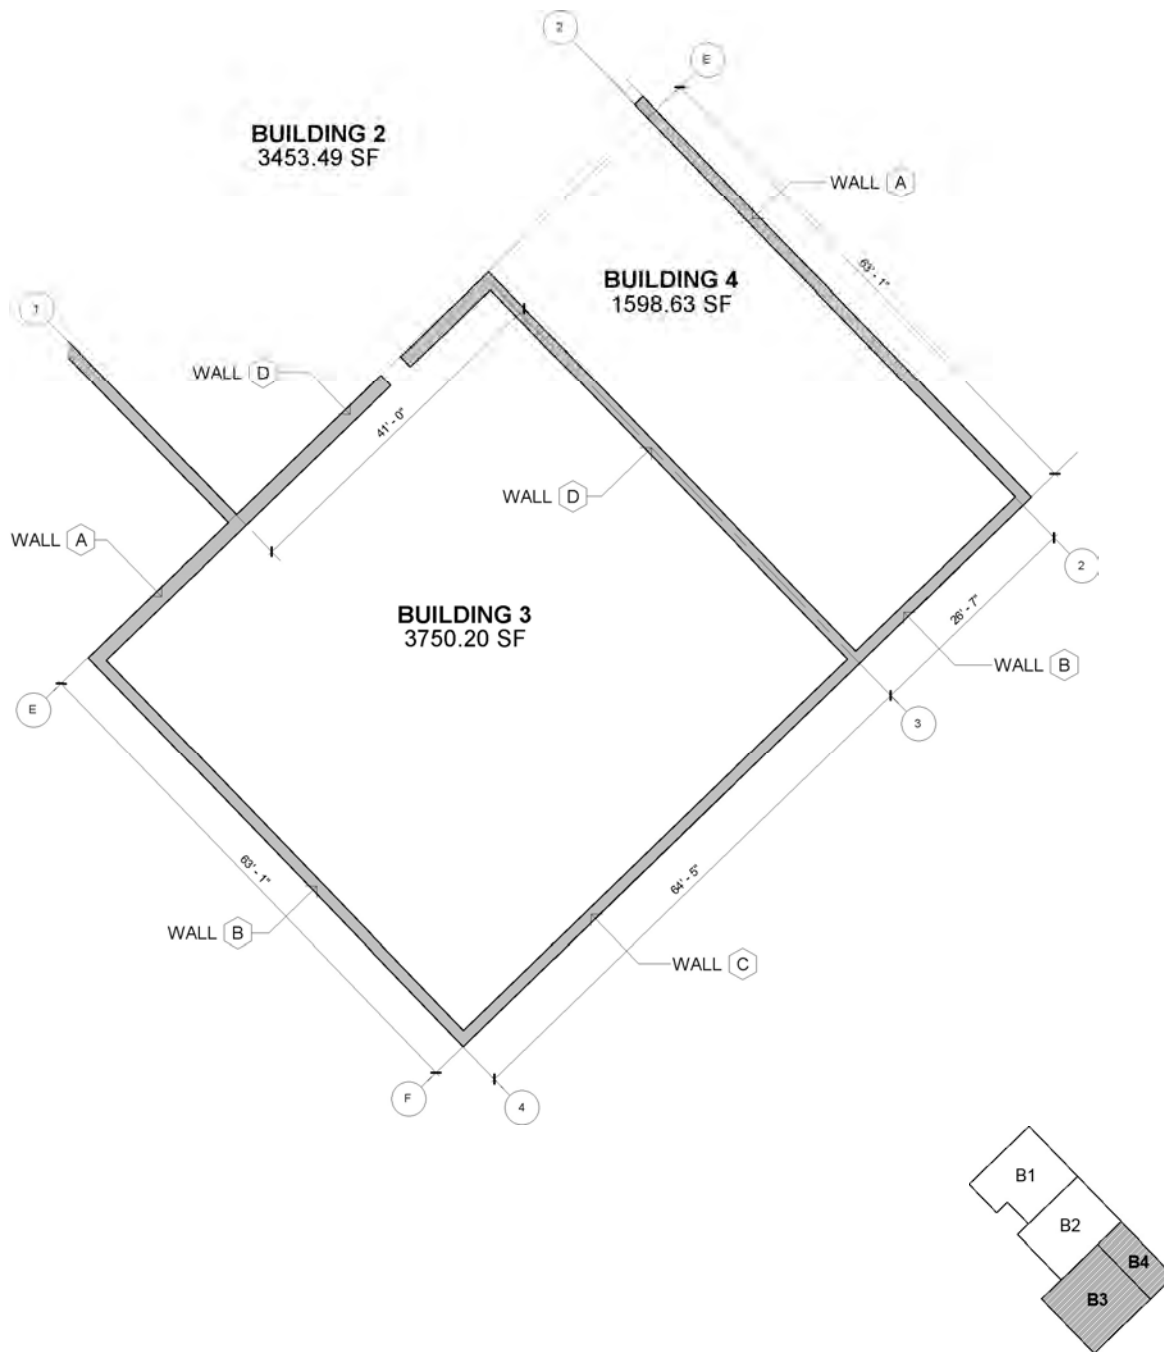 2
E
BUILDING 2
3453.49 SF
WALL A
63' - 1"
BUILDING 4
1598.63 SF
1
WALL D
41' - 0"
WALL D
WALL A
2
BUILDING 3
3750.20 SF
26' - 7"
WALL B
E
3
63' - 1"
64' - 5"
WALL B
WALL C
F
4
B1
B2
B4
B3